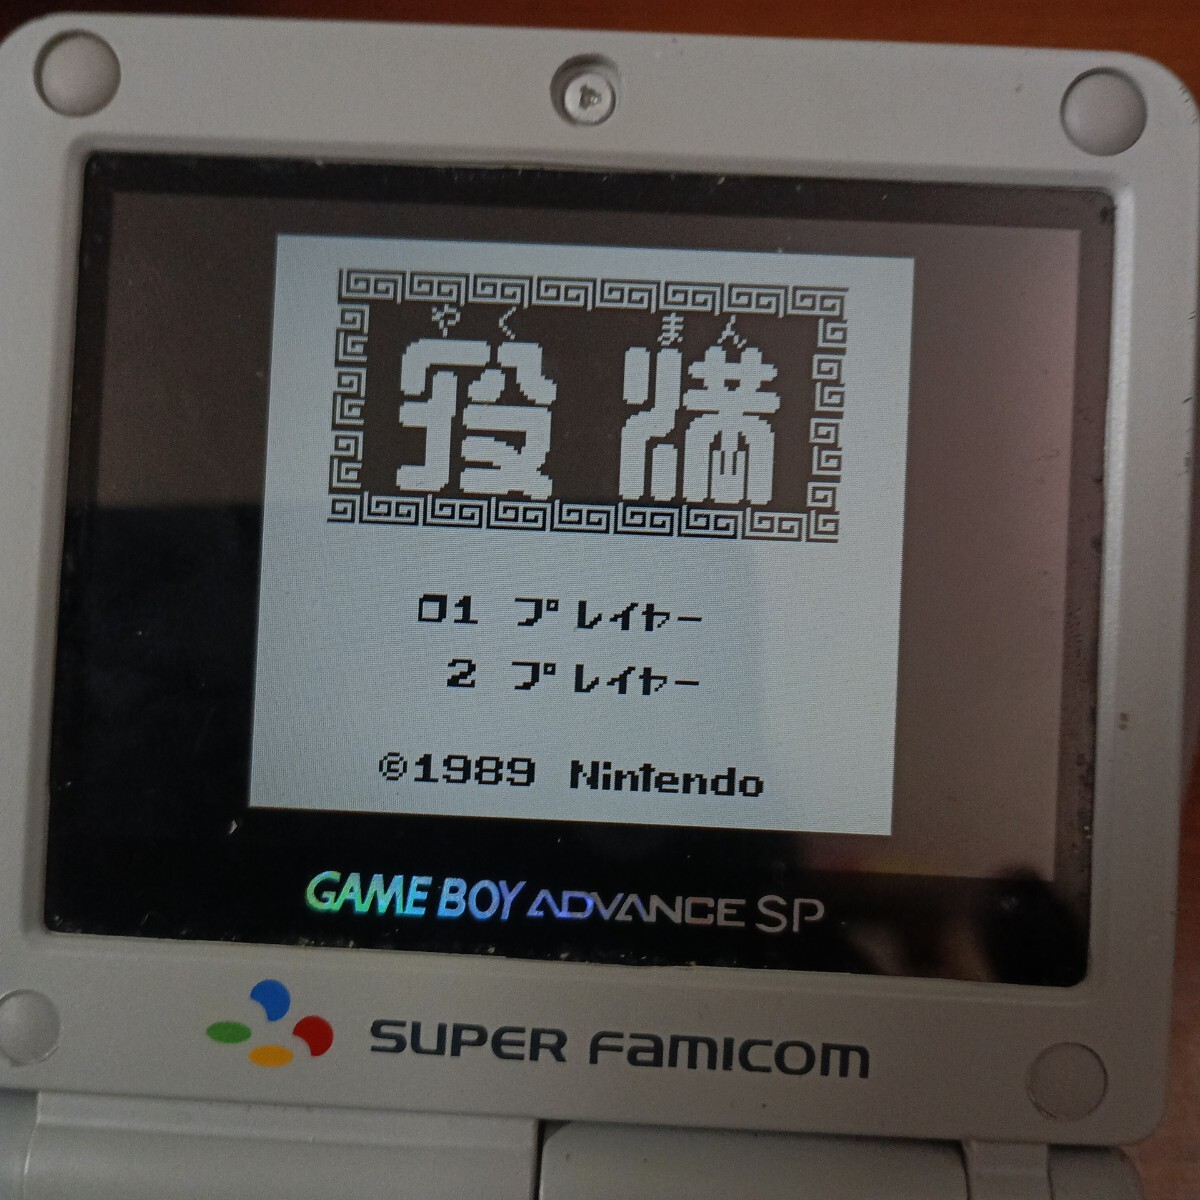 やく まん
役満
01 プレイヤー
2 プレイヤー
©1989 Nintendo
GAME BOY ADVANCE SP
SUPER FAMICOM